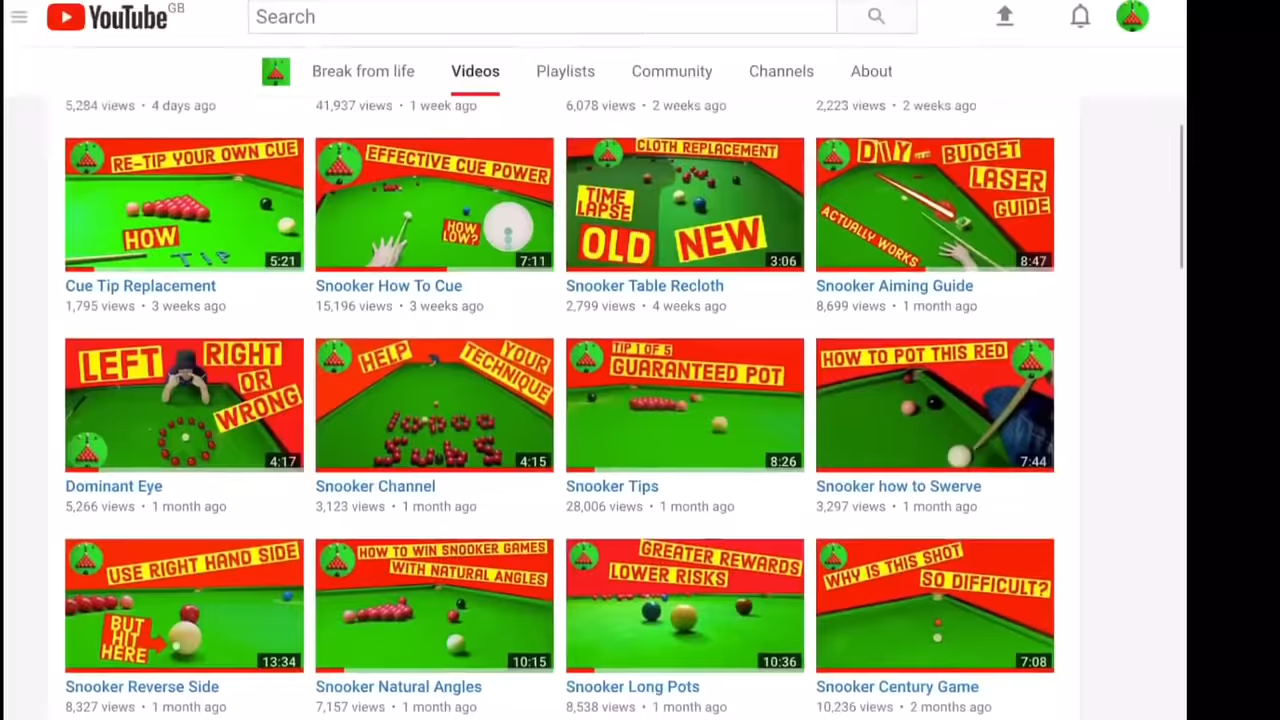 YouTube GB
Search
Break from life Videos Playlists Community Channels About
5,284 views • 4 days ago
41,937 views • 1 week ago
6,078 views • 2 weeks ago
2,223 views • 2 weeks ago
RE-TIP YOUR OWN CUE
HOW
TIP
5:21
EFFECTIVE CUE POWER
HOW
LOW?
7:11
CLOTH REPLACEMENT
TIME
LAPSE
OLD NEW
3:06
DIY BUDGET
LASER
GUIDE
ACTUALLY WORKS
8:47
Cue Tip Replacement
1,795 views • 3 weeks ago
Snooker How To Cue
15,196 views • 3 weeks ago
Snooker Table Recloth
2,799 views • 4 weeks ago
Snooker Aiming Guide
8,699 views • 1 month ago
LEFT RIGHT
OR
WRONG
4:17
HELP YOUR
TECHNIQUE
1000
SUBS
4:15
TIP 1 OF 5
GUARANTEED POT
8:26
HOW TO POT THIS RED
7:44
Dominant Eye
5,266 views • 1 month ago
Snooker Channel
3,123 views • 1 month ago
Snooker Tips
28,006 views • 1 month ago
Snooker how to Swerve
3,297 views • 1 month ago
USE RIGHT HAND SIDE
BUT
HIT
HERE
13:34
HOW TO WIN SNOOKER GAMES
WITH NATURAL ANGLES
10:15
GREATER REWARDS
LOWER RISKS
10:36
WHY IS THIS SHOT
SO DIFFICULT?
7:08
Snooker Reverse Side
8,327 views • 1 month ago
Snooker Natural Angles
7,157 views • 1 month ago
Snooker Long Pots
8,538 views • 1 month ago
Snooker Century Game
10,236 views • 2 months ago